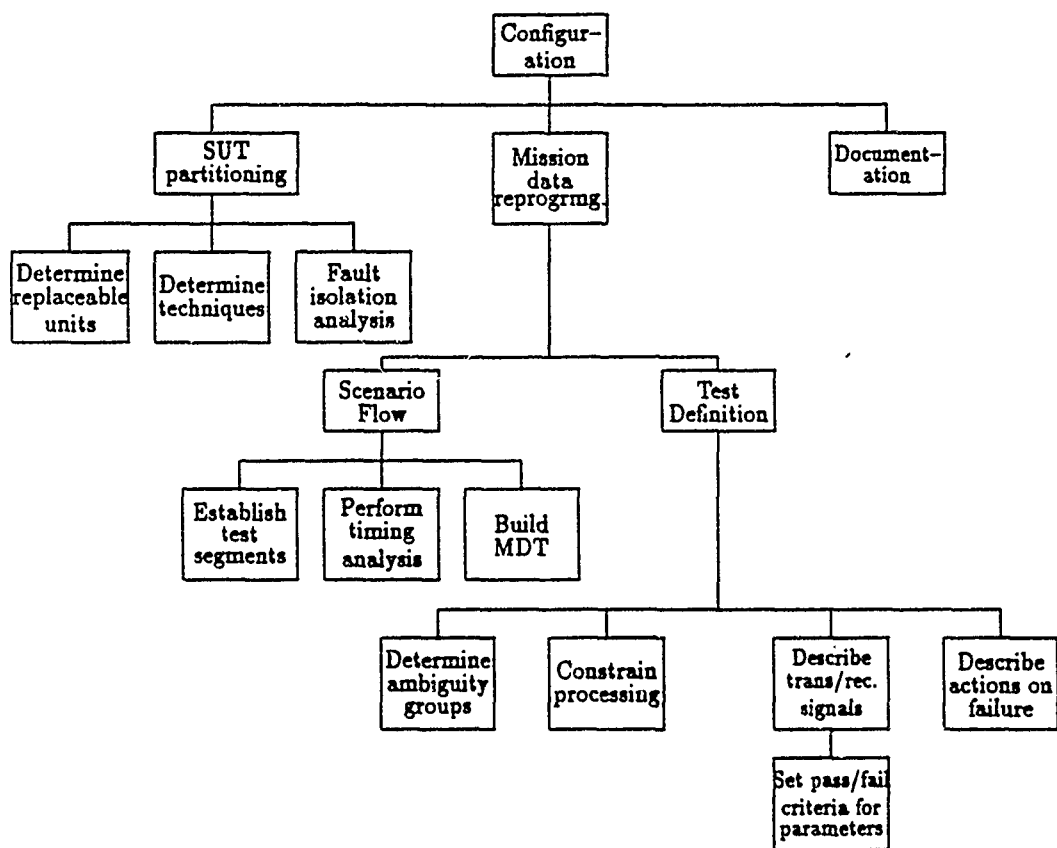 Configur-
ation
SUT
partitioning
Mission
data
reprogrmg.
Document-
ation
Determine
replaceable
units
Determine
techniques
Fault
isolation
analysis
Scenario
Flow
Test
Definition
Establish
test
segments
Perform
timing
analysis
Build
MDT
Determine
ambiguity
groups
Constrain
processing
Describe
trans/rec.
signals
Describe
actions on
failure
Set pass/fail
criteria for
parameters